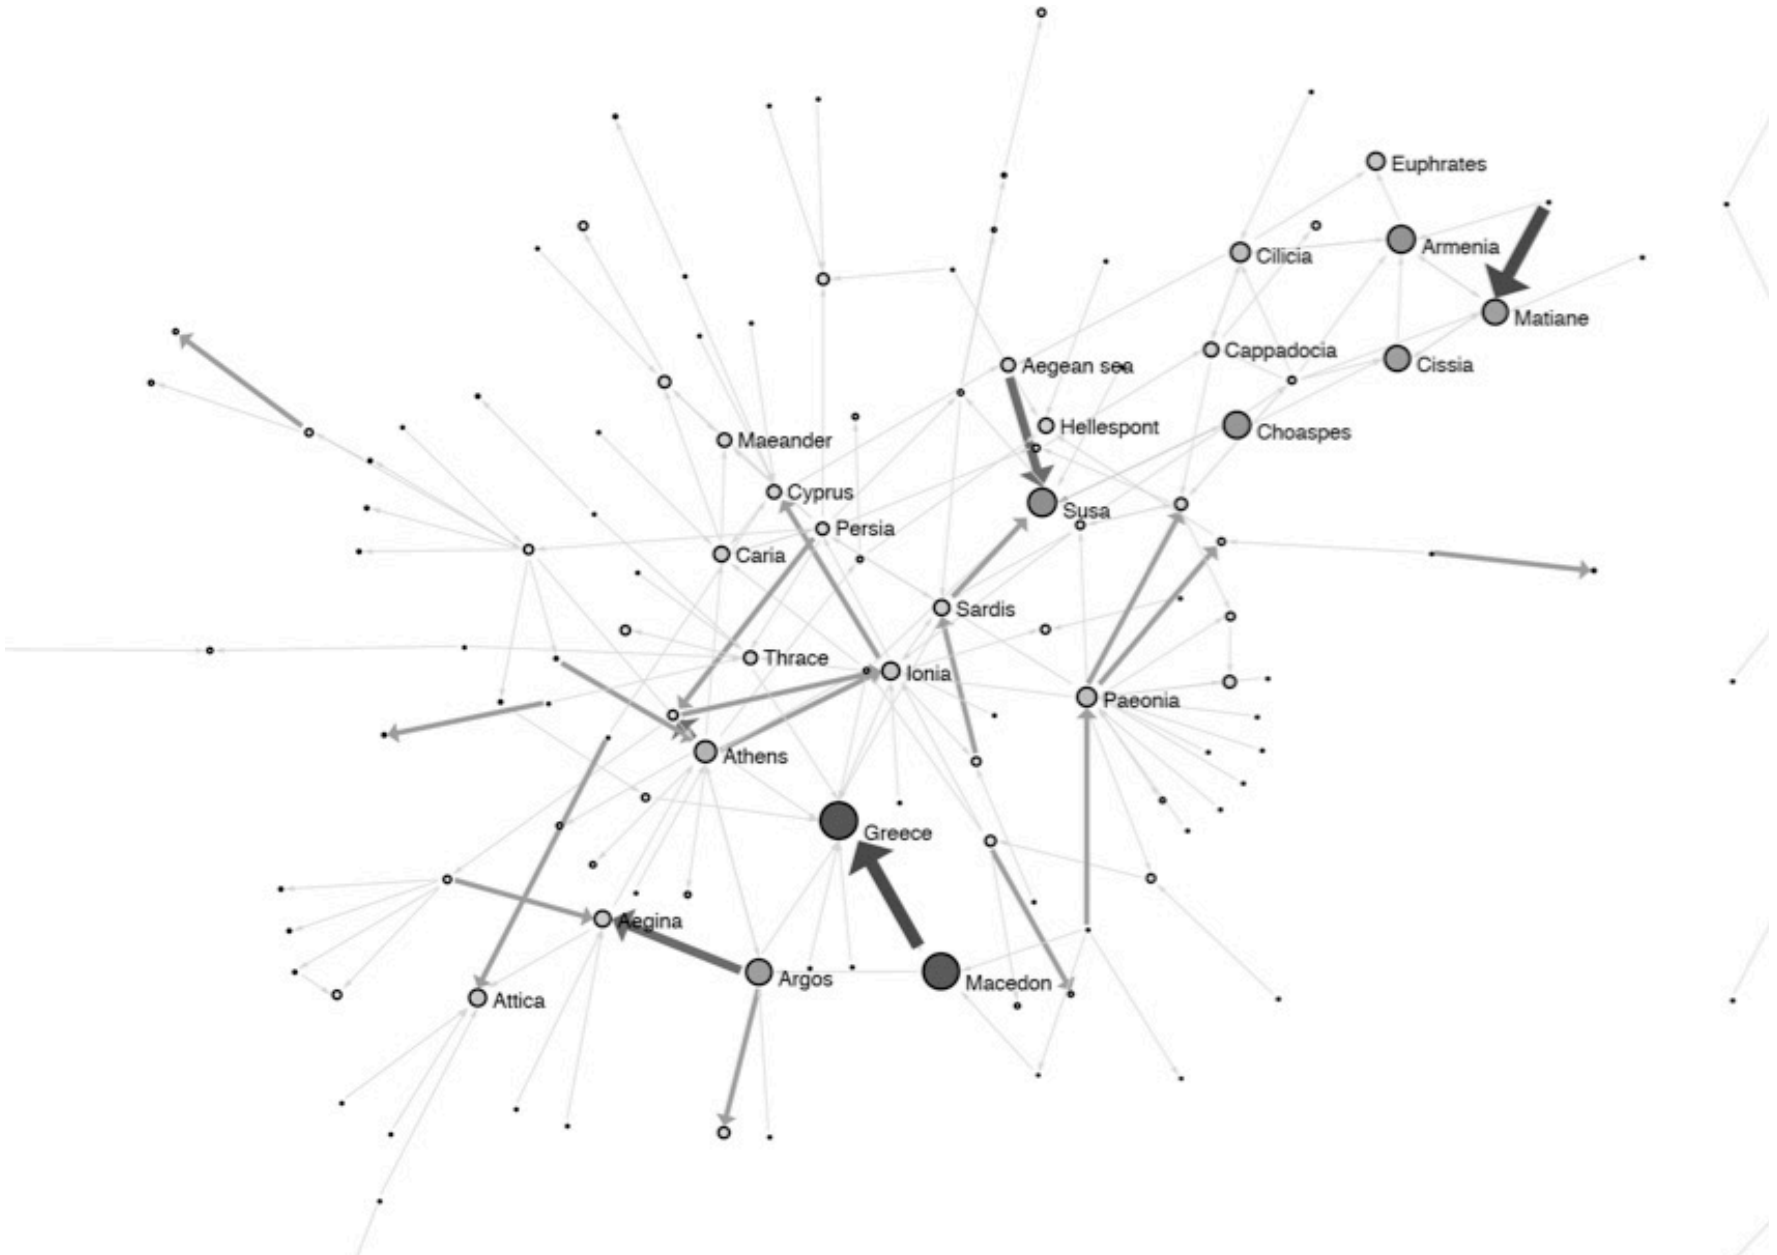 Euphrates
Armenia
Cilicia
Matiane
Cappadocia
Cissia
Aegean sea
Hellespont
Choaspes
Maeander
Cyprus
Susa
Persia
Caria
Sardis
Thrace
Ionia
Paeonia
Athens
Greece
Aegina
Argos
Macedon
Attica